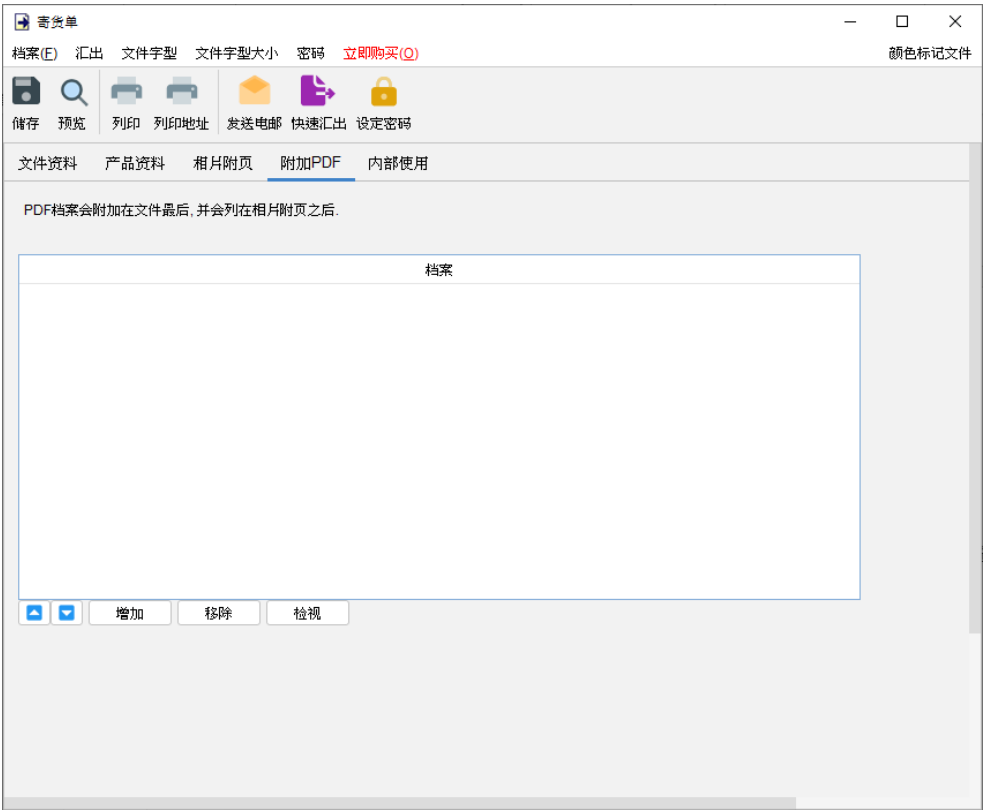 寄货单
档案(F) 汇出 文件字型 文件字型大小 密码 立即购买(O) 颜色标记文件
储存 预览 列印 列印地址 发送电邮 快速汇出 设定密码
文件资料 产品资料 相片附页 附加PDF 内部使用
PDF档案会附加在文件最后, 并会列在相片附页之后.
档案
增加 移除 检视